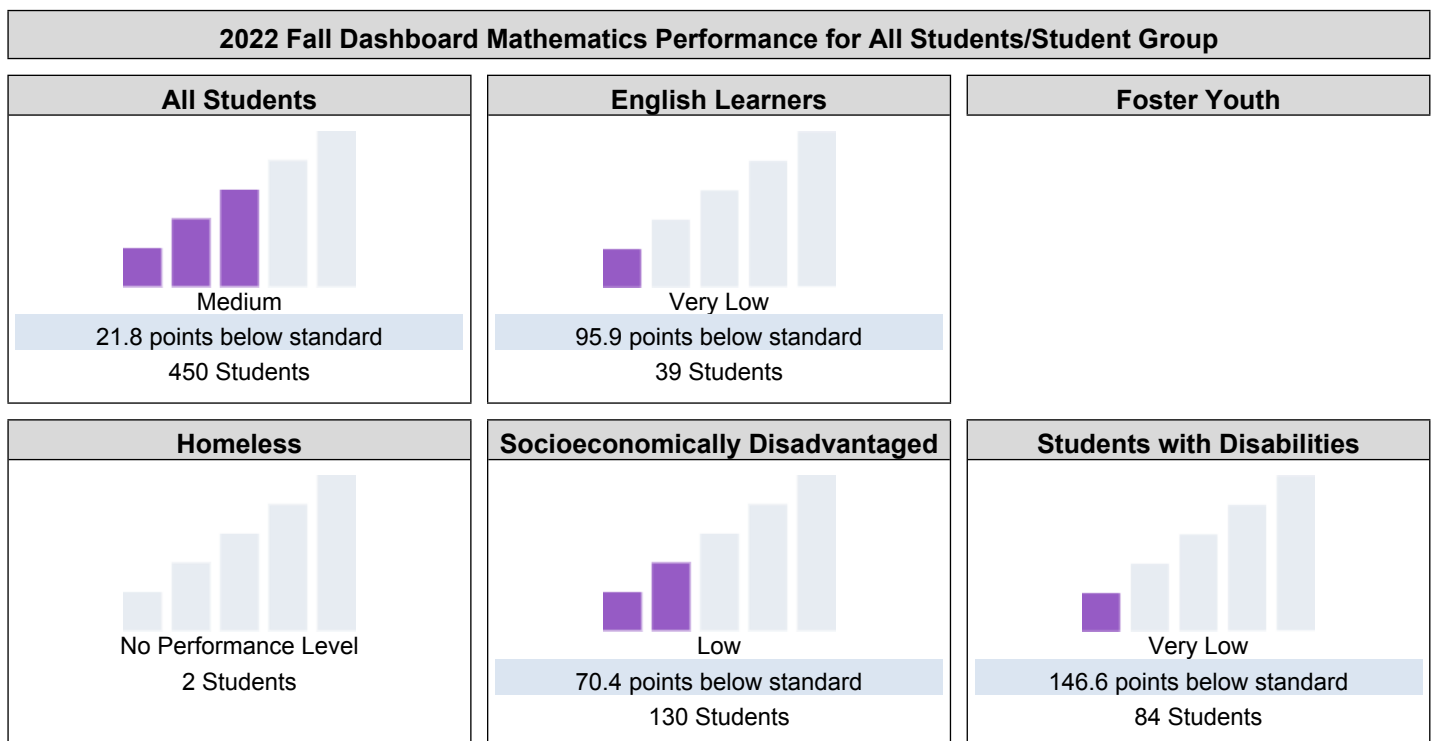 2022 Fall Dashboard Mathematics Performance for All Students/Student Group
All Students
Medium
21.8 points below standard
450 Students
English Learners
Very Low
95.9 points below standard
39 Students
Foster Youth
Homeless
No Performance Level
2 Students
Socioeconomically Disadvantaged
Low
70.4 points below standard
130 Students
Students with Disabilities
Very Low
146.6 points below standard
84 Students